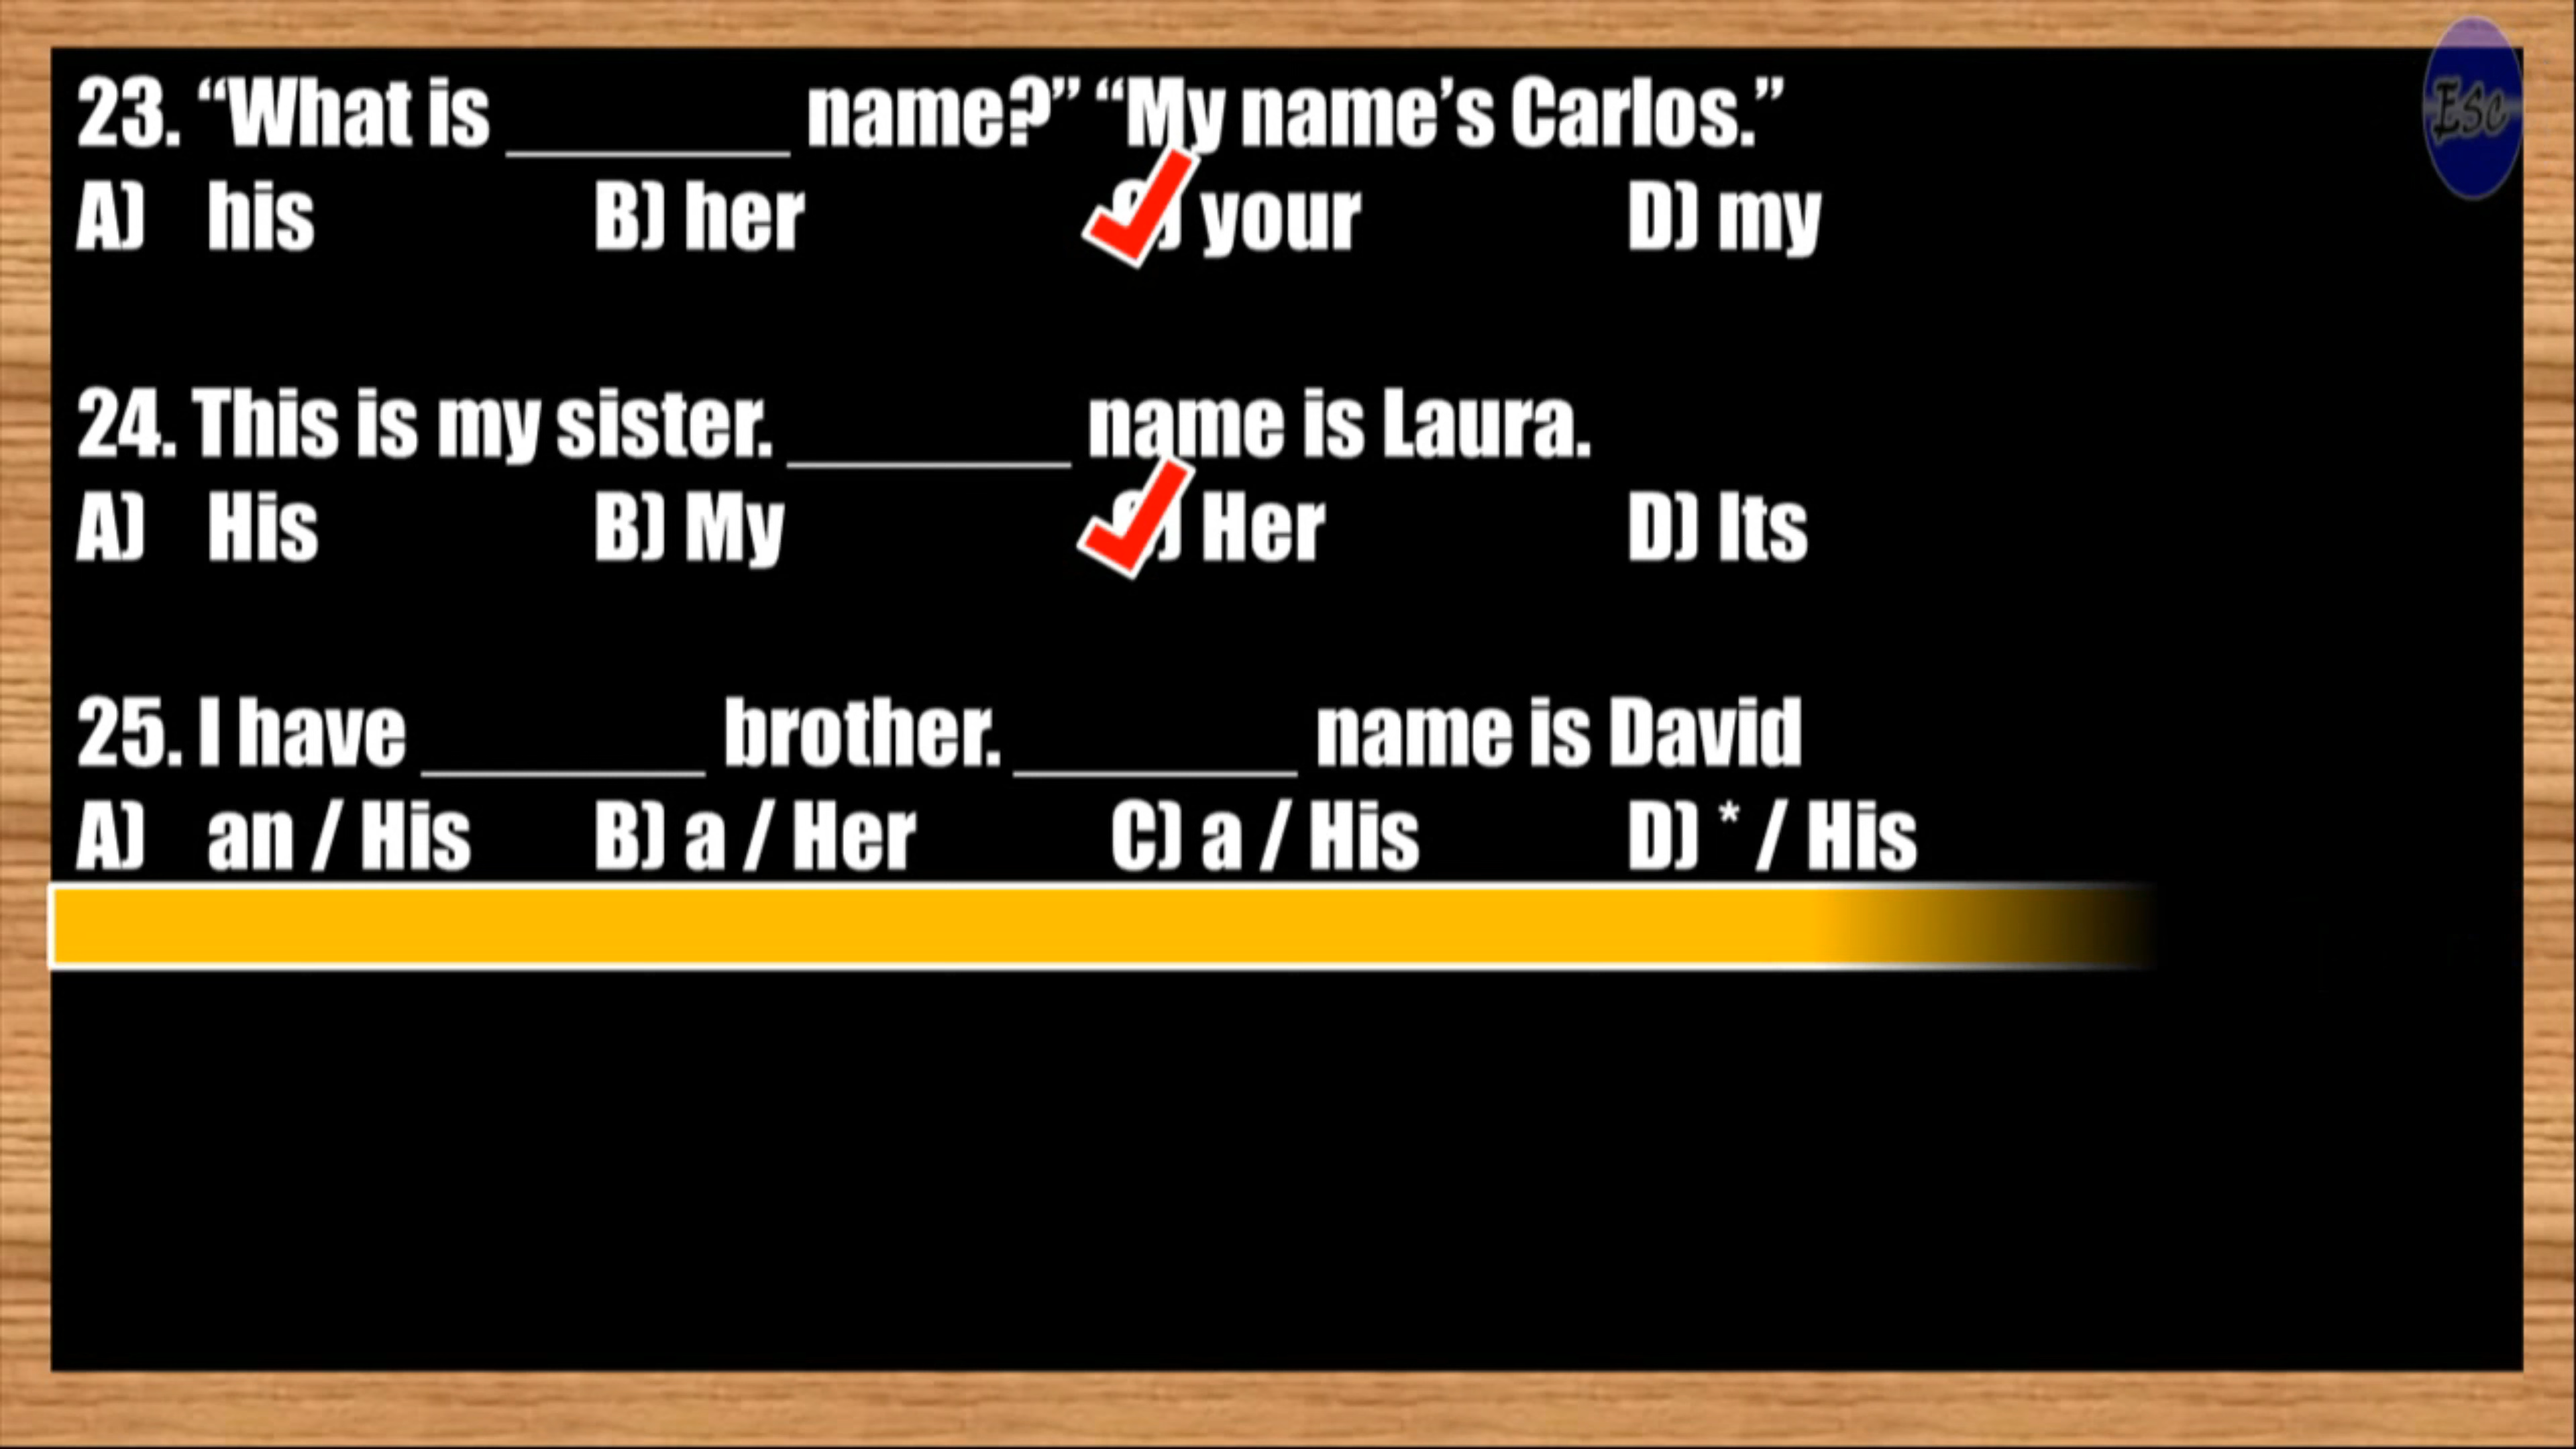 23. “What is ________ name?” “My name’s Carlos.”
A) his B) her C) your D) my
24. This is my sister. ________ name is Laura.
A) His B) My C) Her D) Its
25. I have ________ brother. ________ name is David
A) an / His B) a / Her C) a / His D) * / His
ESC